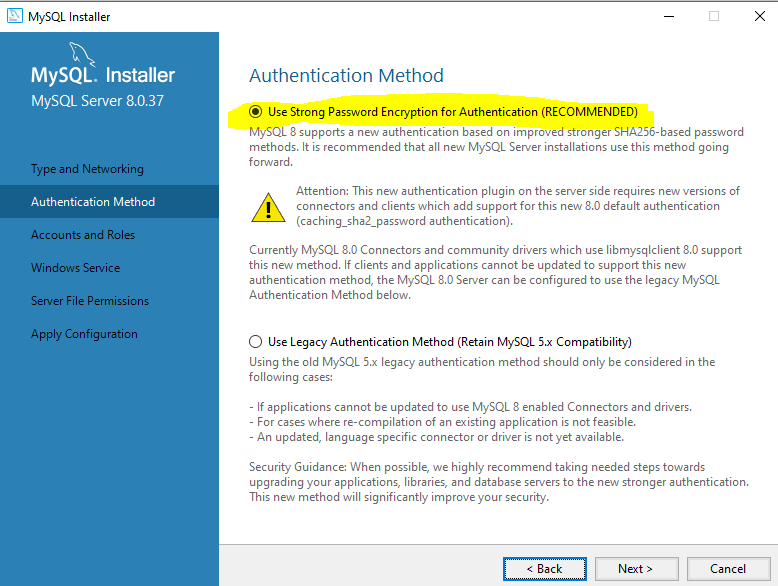 MySQL Installer
MySQL. Installer
MySQL Server 8.0.37
Type and Networking
Authentication Method
Accounts and Roles
Windows Service
Server File Permissions
Apply Configuration
Authentication Method
Use Strong Password Encryption for Authentication (RECOMMENDED)
MySQL 8 supports a new authentication based on improved stronger SHA256-based password
methods. It is recommended that all new MySQL Server installations use this method going
forward.
Attention: This new authentication plugin on the server side requires new versions of
connectors and clients which add support for this new 8.0 default authentication
(caching_sha2_password authentication).
Currently MySQL 8.0 Connectors and community drivers which use libmysqlclient 8.0 support
this new method. If clients and applications cannot be updated to support this new
authentication method, the MySQL 8.0 Server can be configured to use the legacy MySQL
Authentication Method below.
Use Legacy Authentication Method (Retain MySQL 5.x Compatibility)
Using the old MySQL 5.x legacy authentication method should only be considered in the
following cases:
- If applications cannot be updated to use MySQL 8 enabled Connectors and drivers.
- For cases where re-compilation of an existing application is not feasible.
- An updated, language specific connector or driver is not yet available.
Security Guidance: When possible, we highly recommend taking needed steps towards
upgrading your applications, libraries, and database servers to the new stronger authentication.
This new method will significantly improve your security.
< Back
Next >
Cancel